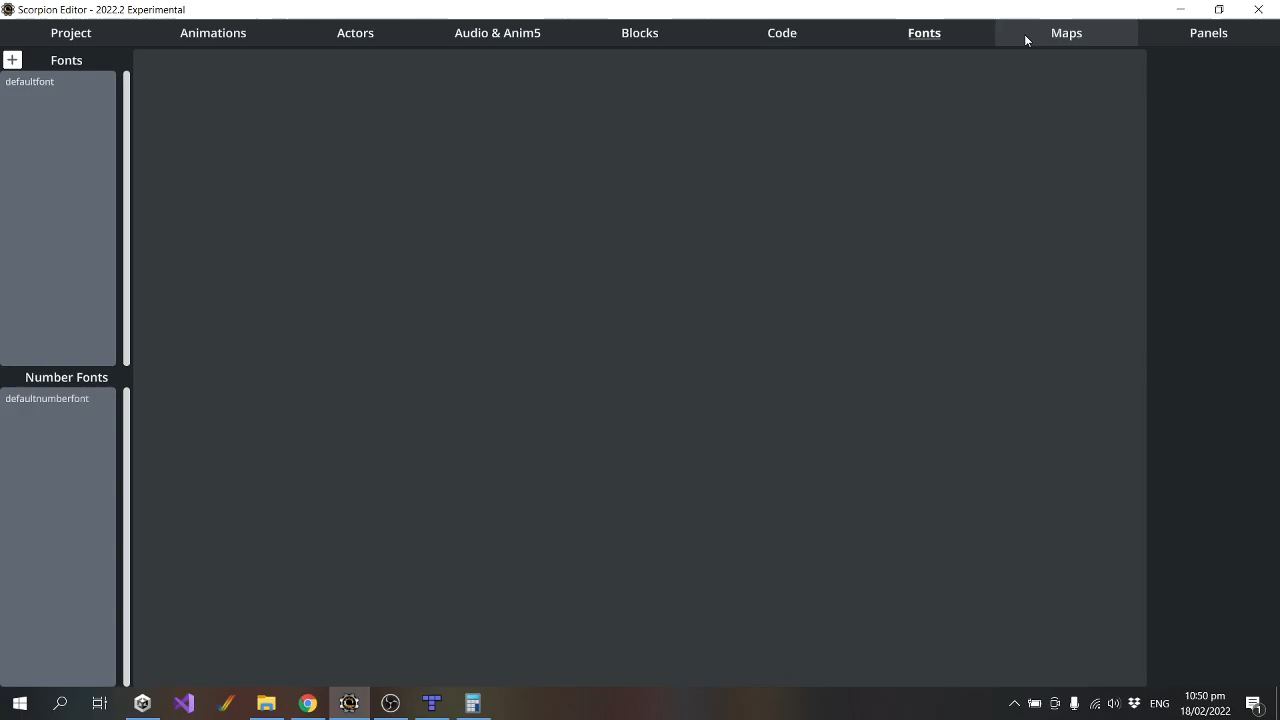 Scorpion Editor - 2022.2 Experimental
Project Animations Actors Audio & Anim5 Blocks Code Fonts Maps Panels
+ Fonts
defaultfont
Number Fonts
defaultnumberfont
ENG
10:50 pm
18/02/2022
1